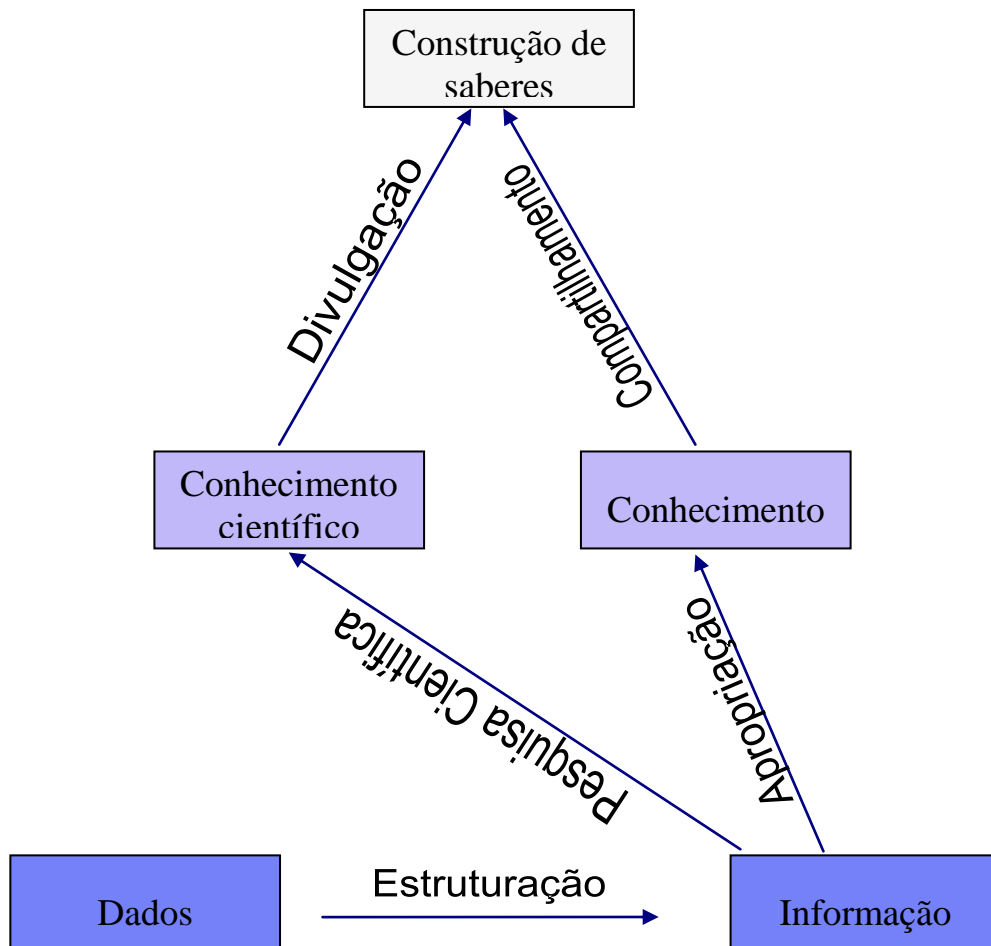 Construção de
saberes
Divulgação
Compartilhamento
Conhecimento
científico
Conhecimento
Pesquisa Científica
Apropriação
Dados
Estruturação
Informação